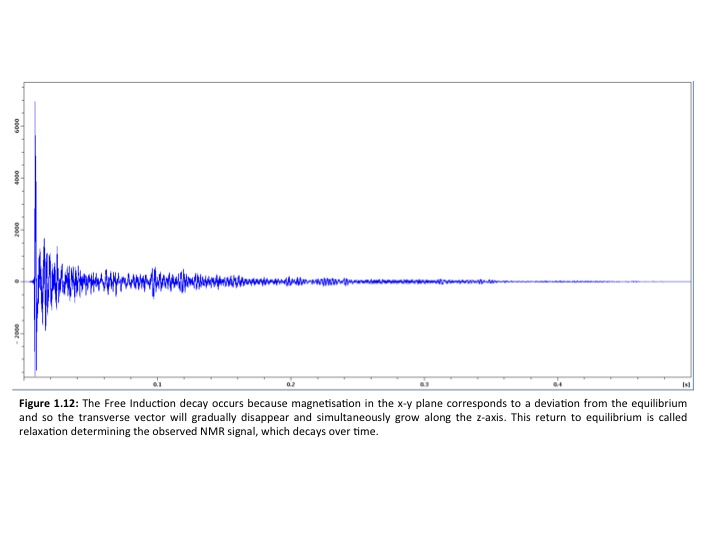 6000
4000
2000
0
- 2000
0.1 0.2 0.3 0.4 [s]
Figure 1.12: The Free Induction decay occurs because magnetisation in the x-y plane corresponds to a deviation from the equilibrium
and so the transverse vector will gradually disappear and simultaneously grow along the z-axis. This return to equilibrium is called
relaxation determining the observed NMR signal, which decays over time.